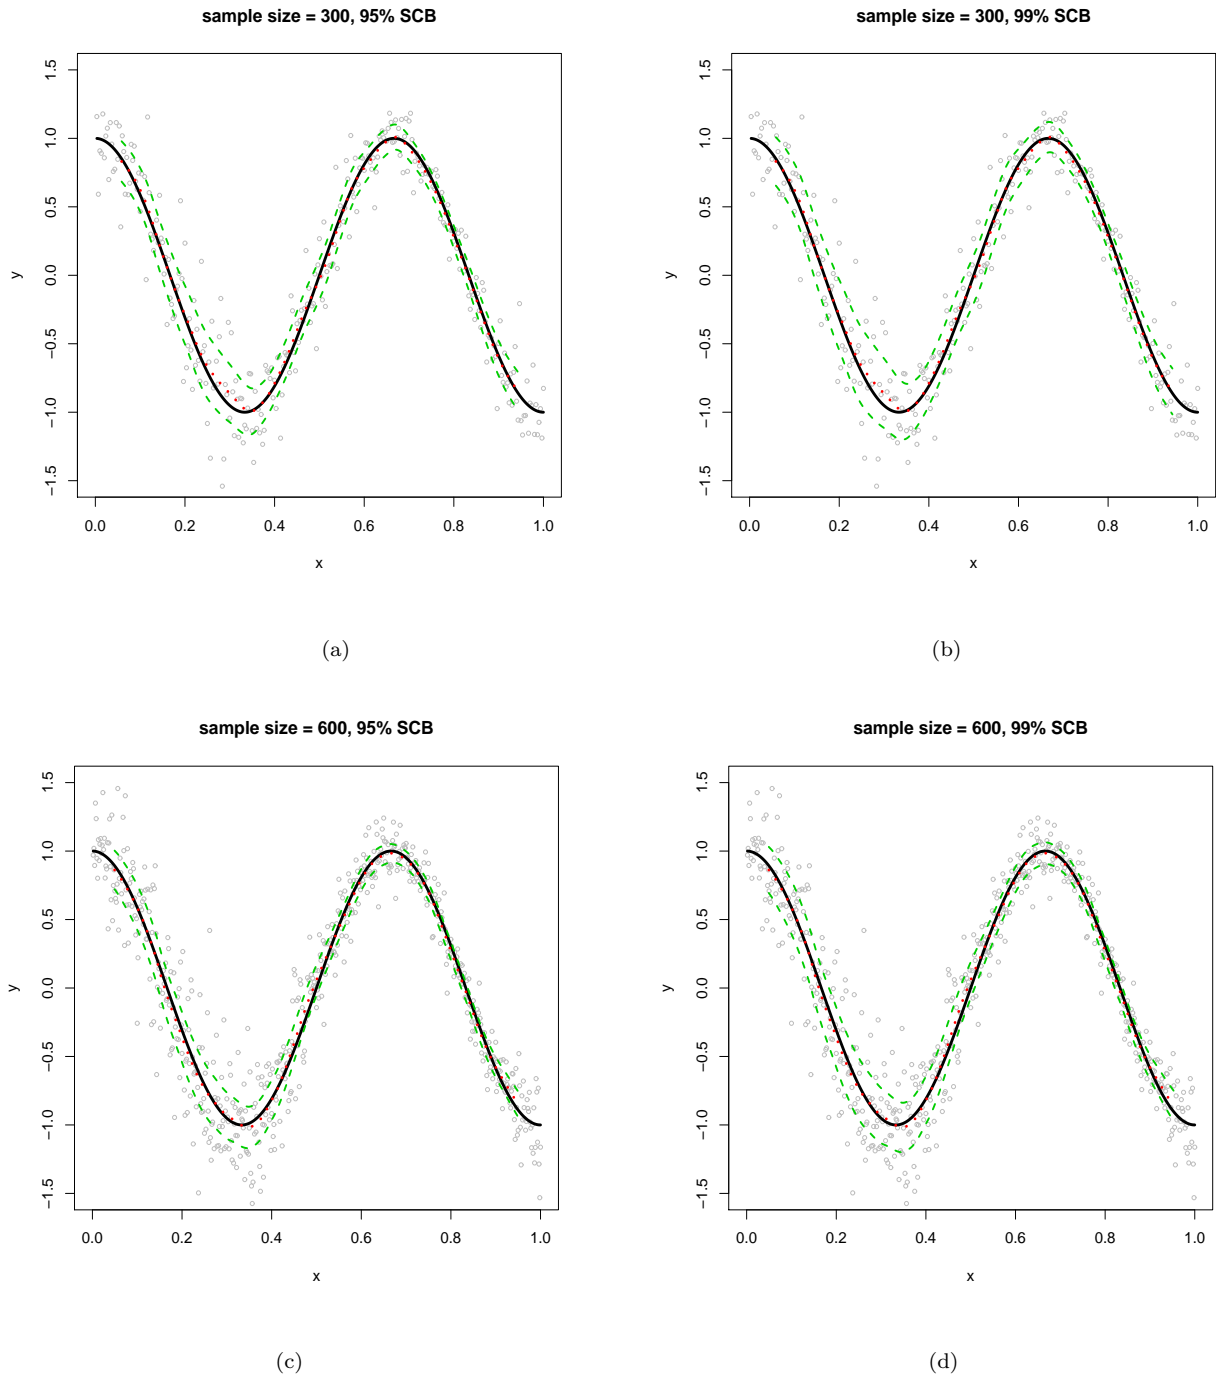 sample size = 300, 95% SCB
y
1.5
1.0
0.5
0.0
−0.5
−1.0
−1.5
0.0 0.2 0.4 0.6 0.8 1.0
x
(a)
sample size = 300, 99% SCB
y
1.5
1.0
0.5
0.0
−0.5
−1.0
−1.5
0.0 0.2 0.4 0.6 0.8 1.0
x
(b)
sample size = 600, 95% SCB
y
1.5
1.0
0.5
0.0
−0.5
−1.0
−1.5
0.0 0.2 0.4 0.6 0.8 1.0
x
(c)
sample size = 600, 99% SCB
y
1.5
1.0
0.5
0.0
−0.5
−1.0
−1.5
0.0 0.2 0.4 0.6 0.8 1.0
x
(d)